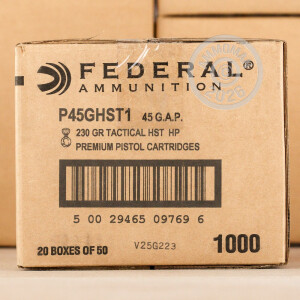 FEDERAL®
AMMUNITION
P45GHST1 45 G.A.P.
230 GR TACTICAL HST HP
PREMIUM PISTOL CARTRIDGES
5 00 29465 09769 6
20 BOXES OF 50
V25G223
1000